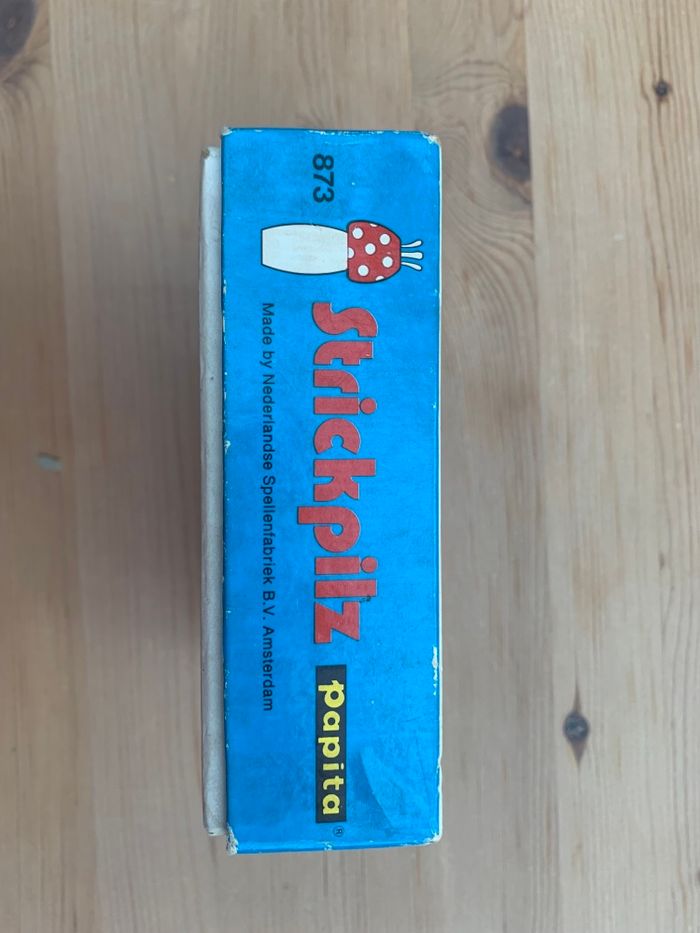 873
Strickpilz
papita ®
Made by Nederlandse Spellenfabriek B.V. Amsterdam